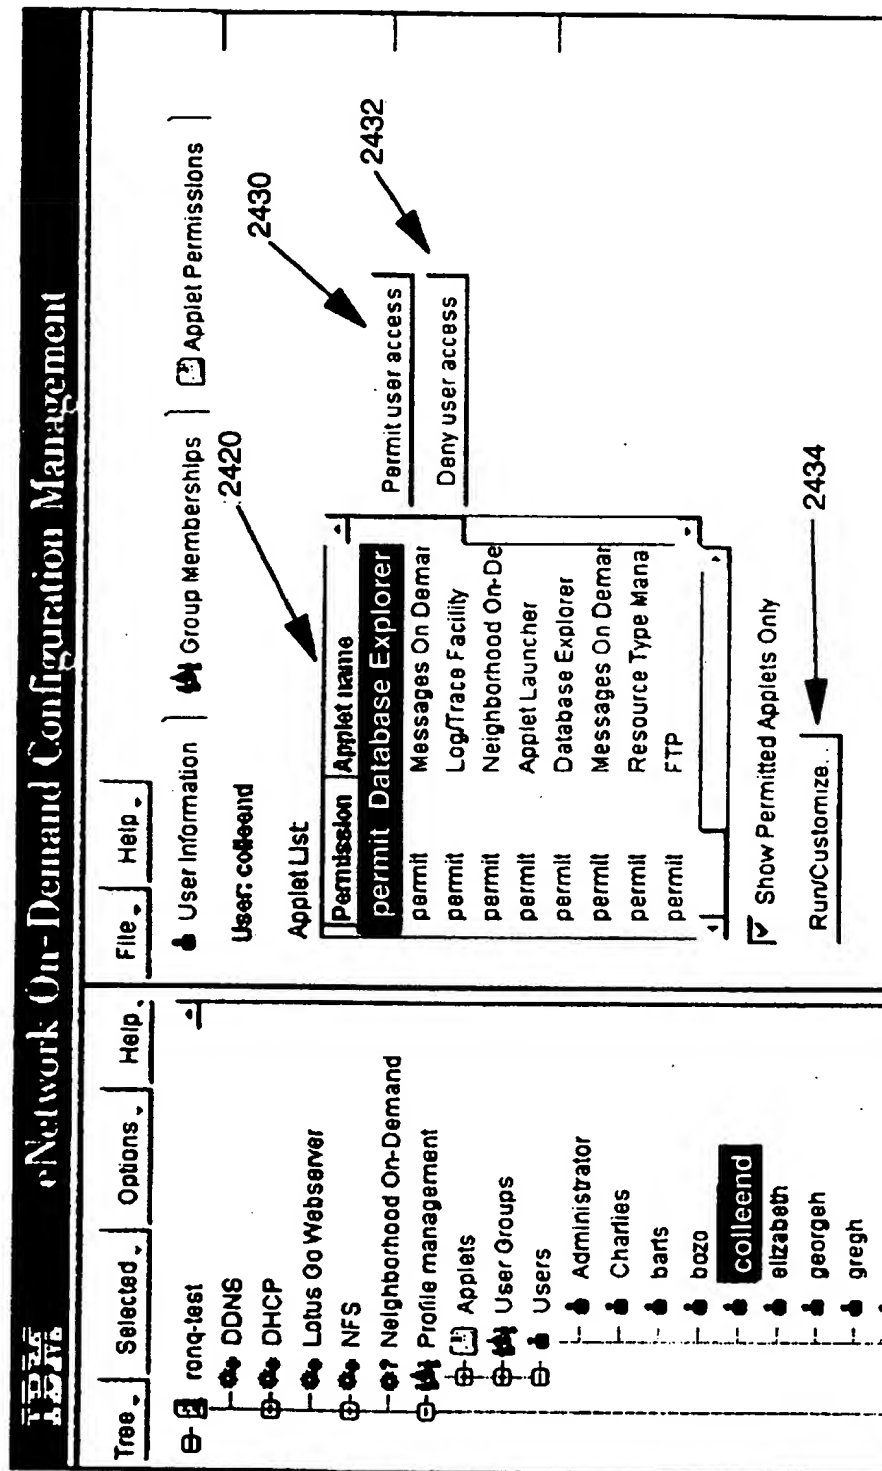 IBM eNetwork On-Demand Configuration Management
Tree Selected Options Help
ronq-test
DDNS
DHCP
Lotus Go Webserver
NFS
Neighborhood On-Demand
Profile management
Applets
User Groups
Users
Administrator
Charlies
barts
bozo
colleend
elizabeth
georgeh
gregh
File Help
User Information Group Memberships Applet Permissions
User: colleend
2420
2430
2432
Applet List:
Permission Applet name
permit Database Explorer
permit Messages On Demar
permit Log/Trace Facility
permit Neighborhood On-De
permit Applet Launcher
permit Database Explorer
permit Messages On Demar
permit Resource Type Mana
permit FTP
Permit user access
Deny user access
Show Permitted Applets Only
Run/Customize...
2434